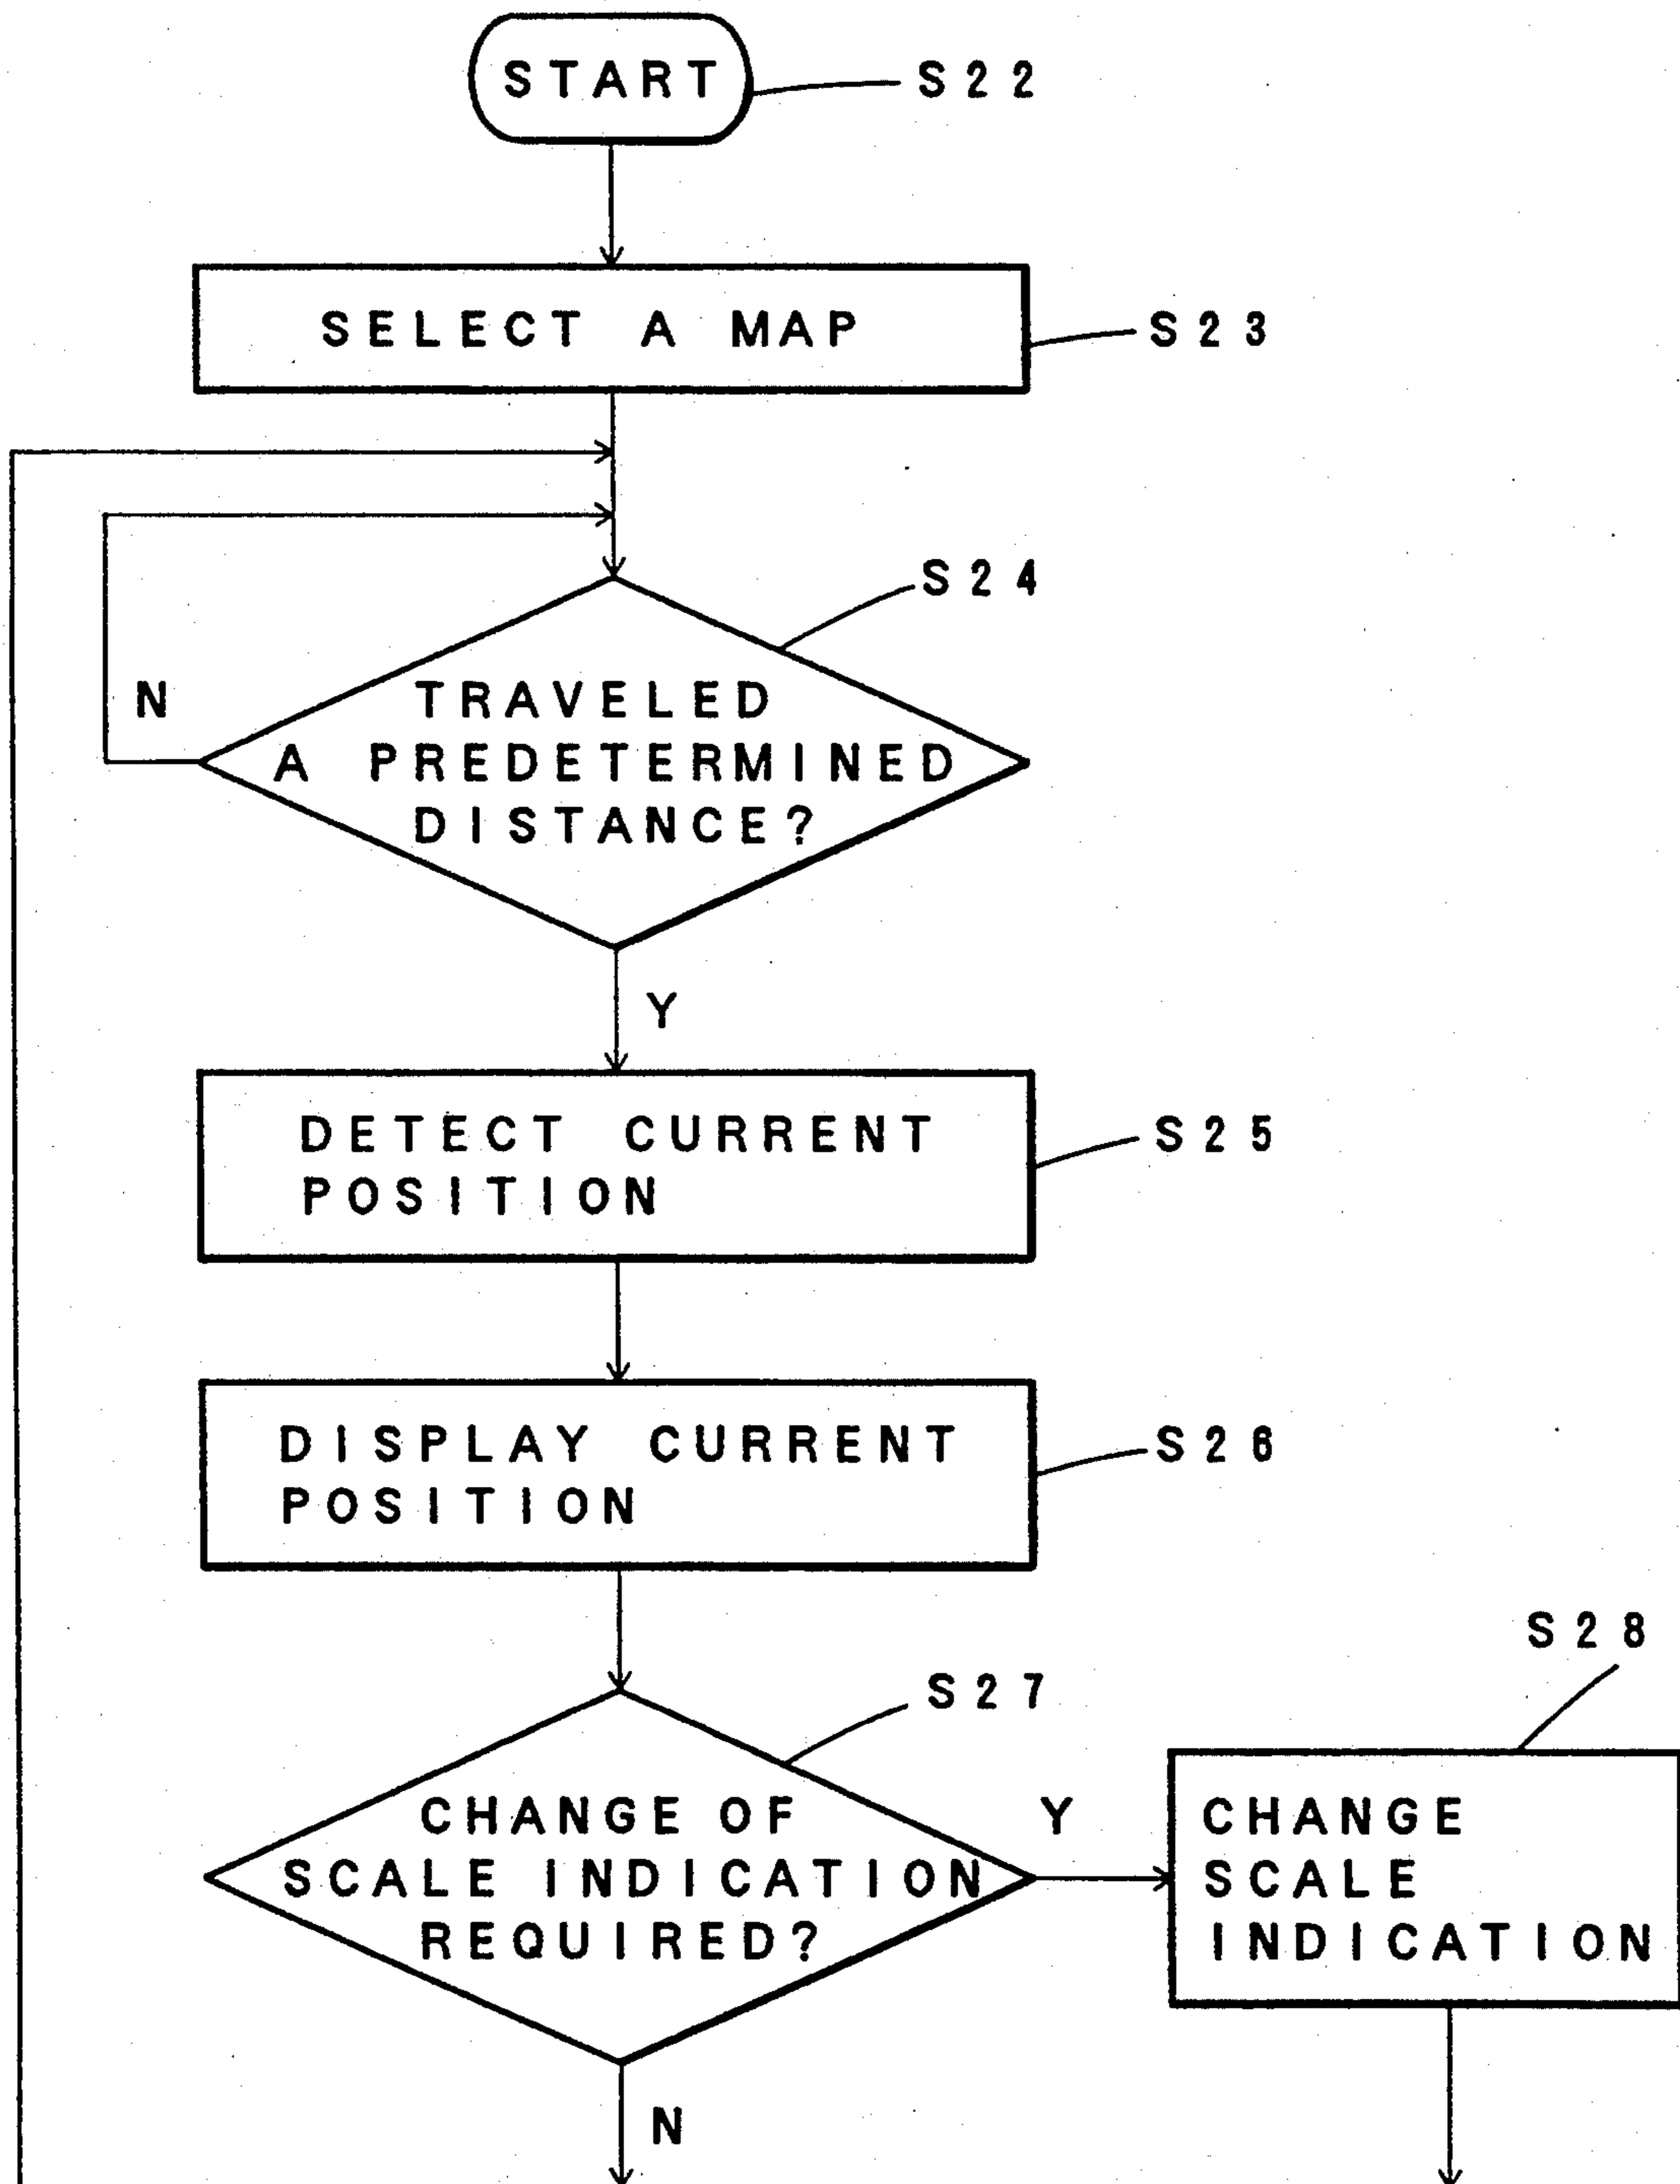 START
S22
SELECT A MAP
S23
S24
N
TRAVELED
A PREDETERMINED
DISTANCE?
Y
DETECT CURRENT
POSITION
S25
DISPLAY CURRENT
POSITION
S26
S28
S27
CHANGE OF
SCALE INDICATION
REQUIRED?
Y
CHANGE
SCALE
INDICATION
N